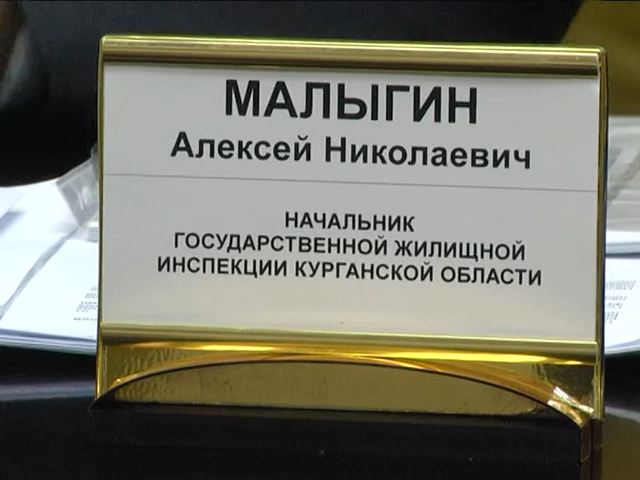 МАЛЫГИН
Алексей Николаевич
НАЧАЛЬНИК
ГОСУДАРСТВЕННОЙ ЖИЛИЩНОЙ
ИНСПЕКЦИИ КУРГАНСКОЙ ОБЛАСТИ